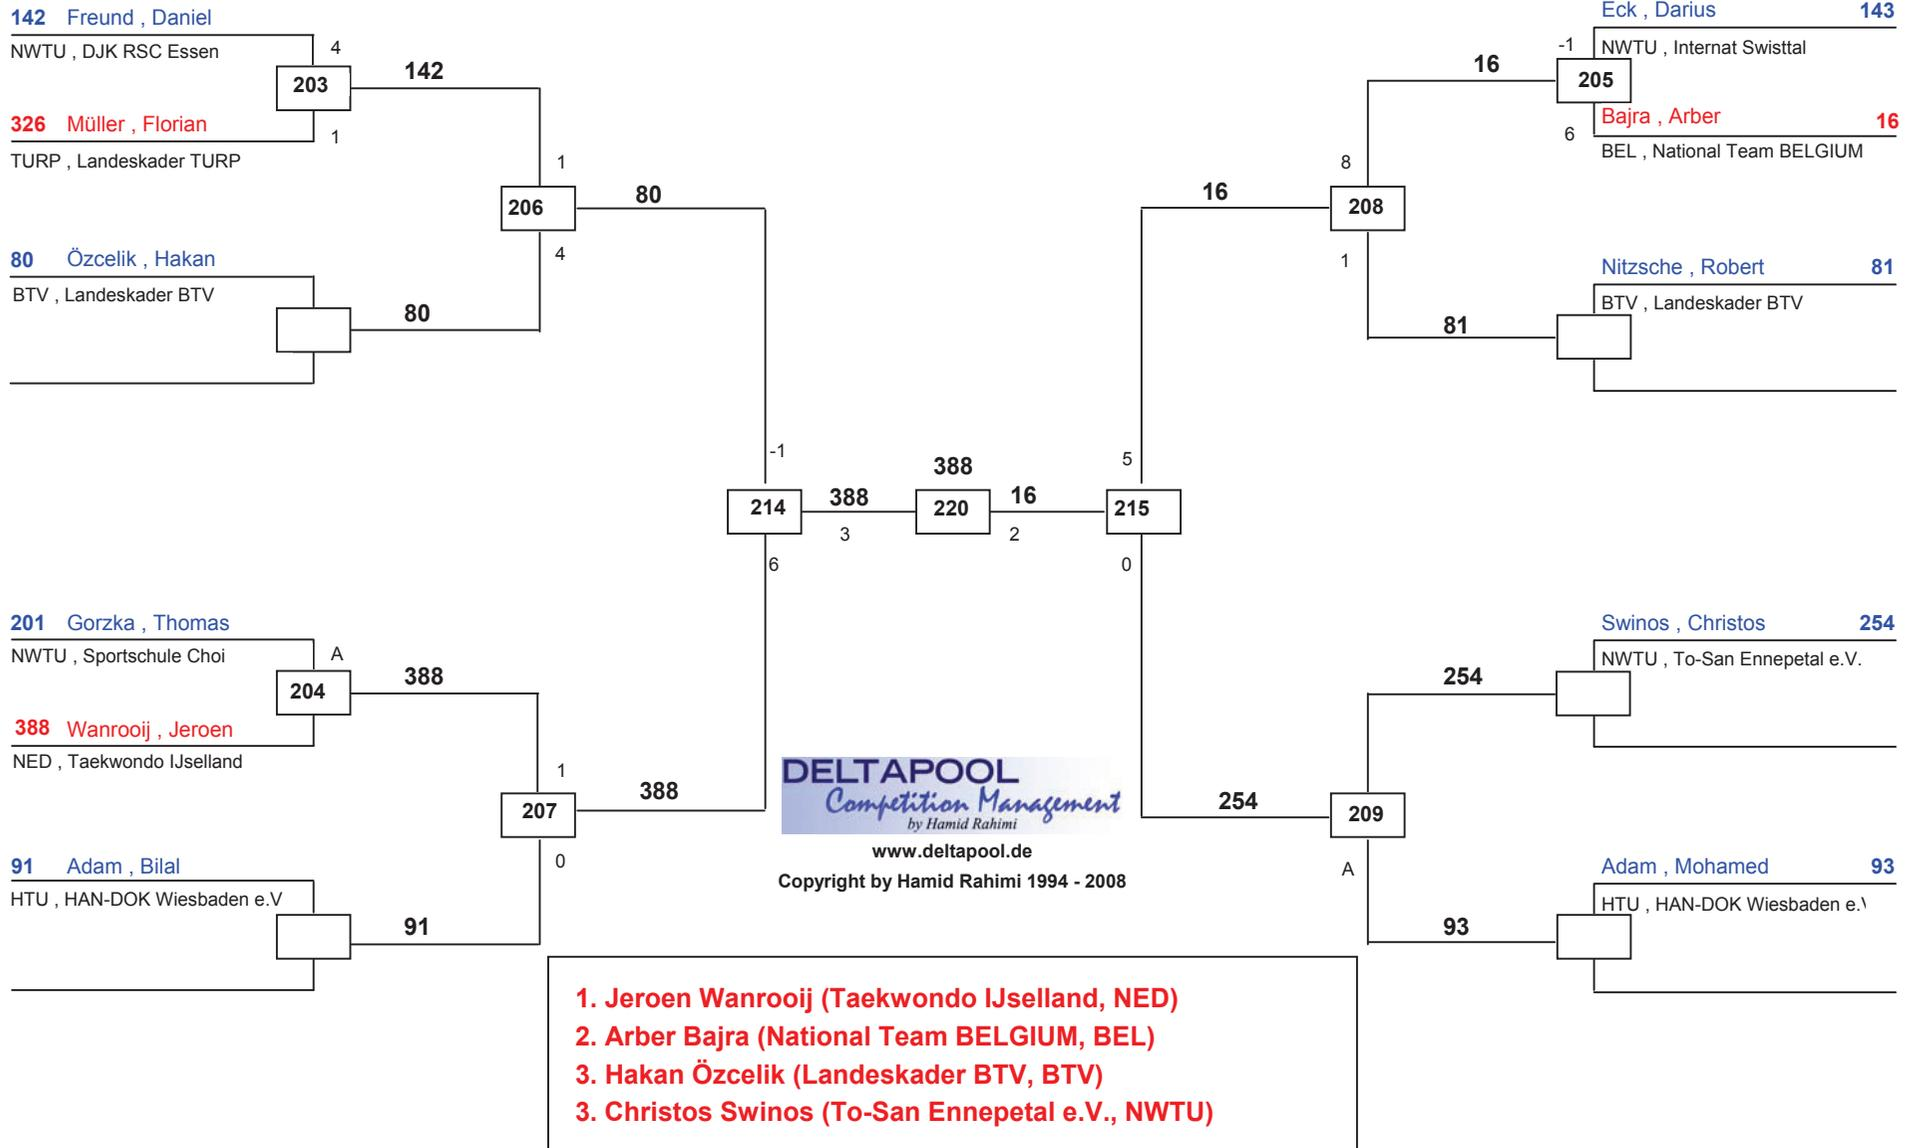 142 Freund , Daniel
NWTU , DJK RSC Essen
4
203
142
326 Müller , Florian
1
TURP , Landeskader TURP
1
206
80
80 Özcelik , Hakan
4
BTV , Landeskader BTV
80
-1
214
388
3
6
388
220
16
2
201 Gorzka , Thomas
NWTU , Sportschule Choi
A
204
388
388 Wanrooij , Jeroen
NED , Taekwondo IJselland
1
207
388
0
91 Adam , Bilal
HTU , HAN-DOK Wiesbaden e.V
91
Eck , Darius 143
-1
NWTU , Internat Swisttal
16
205
Bajra , Arber 16
6
BEL , National Team BELGIUM
8
16
208
1
Nitzsche , Robert 81
BTV , Landeskader BTV
81
5
215
0
Swinos , Christos 254
NWTU , To-San Ennepetal e.V.
254
254
209
A
Adam , Mohamed 93
HTU , HAN-DOK Wiesbaden e.
93
DELTAPOOL
Competition Management
by Hamid Rahimi
www.deltapool.de
Copyright by Hamid Rahimi 1994 - 2008
1. Jeroen Wanrooij (Taekwondo IJselland, NED)
2. Arber Bajra (National Team BELGIUM, BEL)
3. Hakan Özcelik (Landeskader BTV, BTV)
3. Christos Swinos (To-San Ennepetal e.V., NWTU)